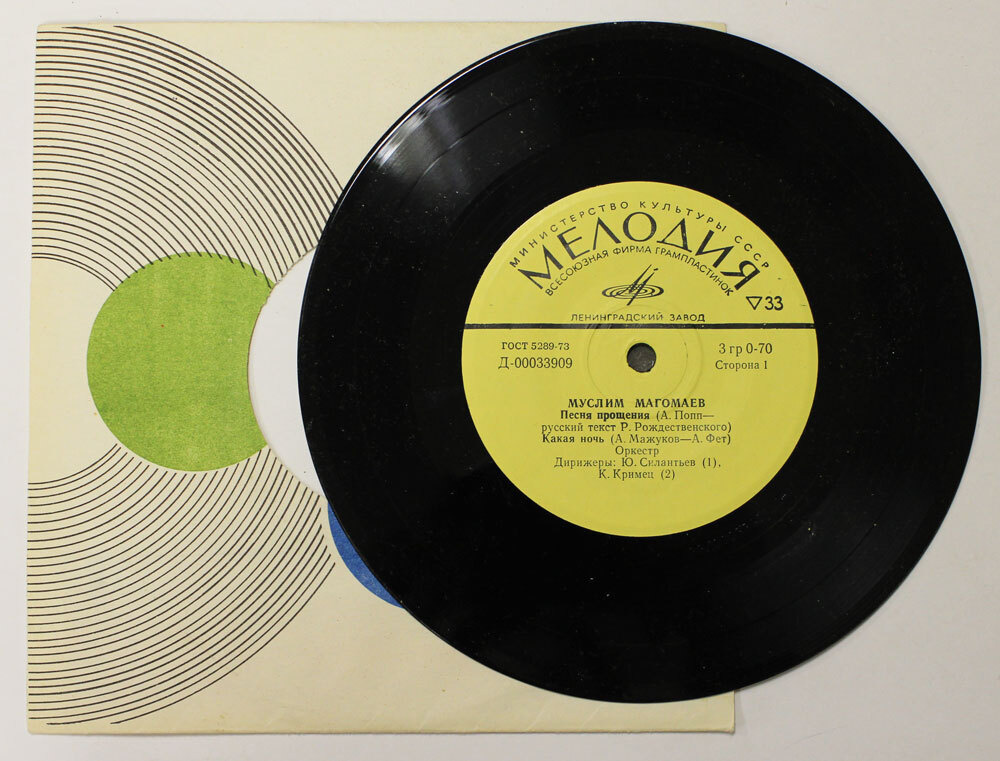 МИНИСТЕРСТВО КУЛЬТУРЫ СССР
МЕЛОДИЯ
ВСЕСОЮЗНАЯ ФИРМА ГРАМПЛАСТИНОК
▽33
ЛЕНИНГРАДСКИЙ ЗАВОД
ГОСТ 5289-73
Д-00033909
3 гр 0-70
Сторона 1
МУСЛИМ МАГОМАЕВ
Песня прощения (А. Попп—
русский текст Р. Рождественского)
Какая ночь (А. Мажуков—А. Фет)
Оркестр
Дирижеры: Ю. Силантьев (1),
К. Кримец (2)